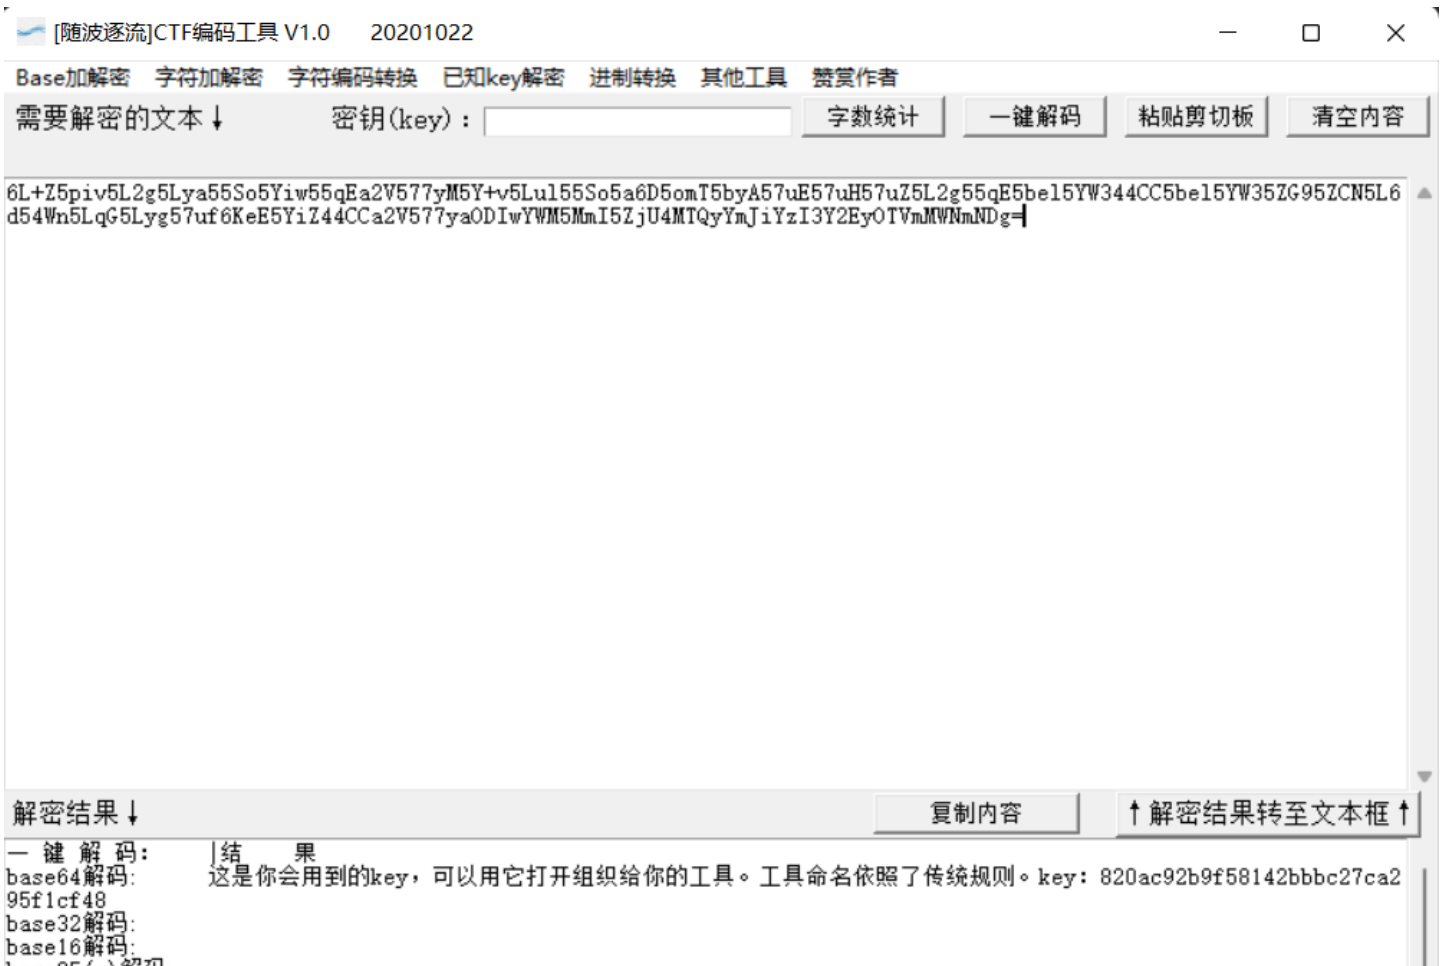 [随波逐流]CTF编码工具 V1.0 20201022
Base加解密 字符加解密 字符编码转换 已知key解密 进制转换 其他工具 赞赏作者
需要解密的文本↓ 密钥(key): 字数统计 一键解码 粘贴剪切板 清空内容
6L+Z5piv5L2g5Lya55So5Yiw55qEa2V577yM5Y+v5Lul55So5a6D5omT5byA57uE57uH57uZ5L2g55qE5bel5YW344CC5bel5YW35ZG95ZCN5L6
d54Wn5LqG5Lyg57uf6KeE5YiZ44CCa2V577yaODIwYWM5MmI5ZjU4MTQyYmJiYzI3Y2EyOTVmMWNmNDg=
解密结果↓ 复制内容 ↑解密结果转至文本框↑
一 键 解 码: |结 果
base64解码: 这是你会用到的key，可以用它打开组织给你的工具。工具命名依照了传统规则。key：820ac92b9f58142bbbc27ca2
95f1cf48
base32解码:
base16解码: